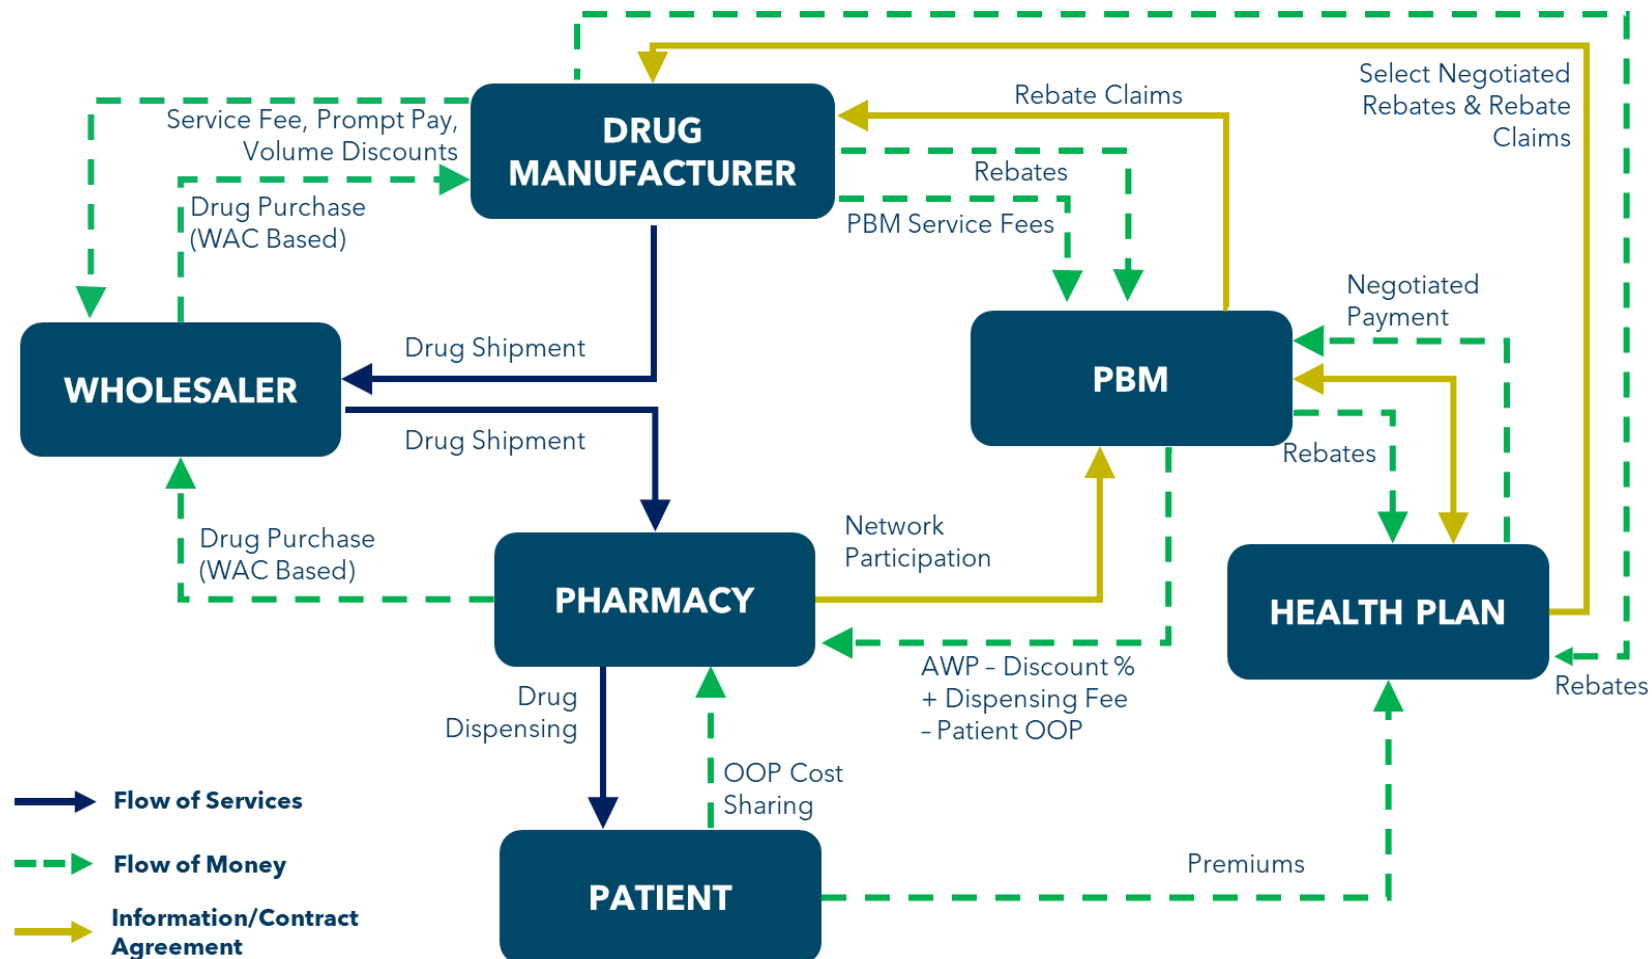 Service Fee, Prompt Pay,
Volume Discounts
DRUG
MANUFACTURER
Rebate Claims
Select Negotiated
Rebates & Rebate
Claims
Rebates
PBM Service Fees
Drug Purchase
(WAC Based)
Negotiated
Payment
Drug Shipment
WHOLESALER
PBM
Drug Shipment
Rebates
Drug Purchase
(WAC Based)
Network
Participation
PHARMACY
HEALTH PLAN
AWP – Discount %
+ Dispensing Fee
– Patient OOP
Rebates
Drug
Dispensing
OOP Cost
Sharing
Flow of Services
Flow of Money
Premiums
PATIENT
Information/Contract
Agreement